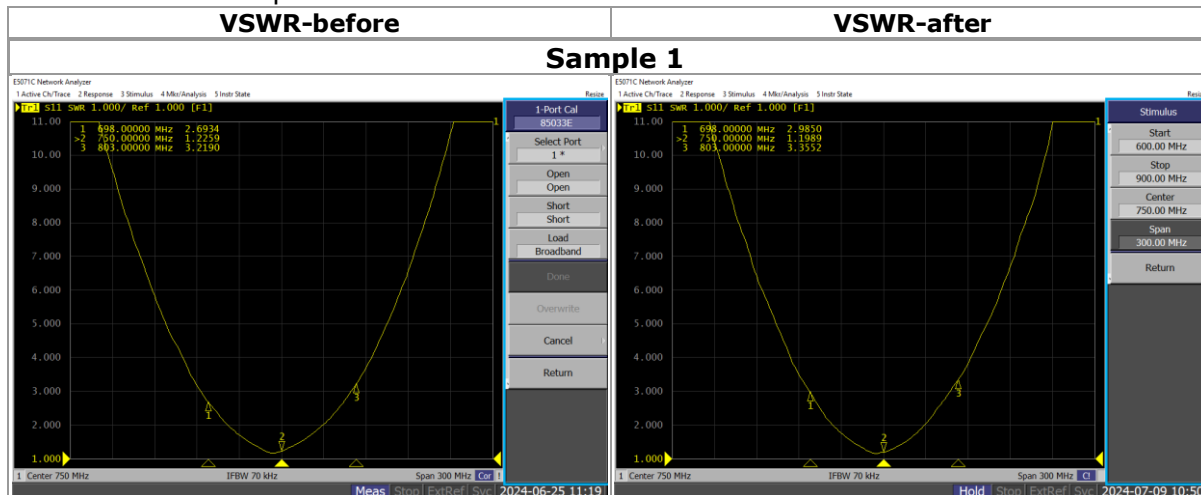 VSWR-before VSWR-after
Sample 1
E5071C Network Analyzer
1 Active Ch/Trace 2 Response 3 Stimulus 4 Mkr/Analysis 5 Instr State Resize
Tr1 S11 SWR 1.000/ Ref 1.000 [F1]
11.00
1 698.00000 MHz 2.6934
>2 750.00000 MHz 1.2259
3 803.00000 MHz 3.2190
10.00
9.000
8.000
7.000
6.000
5.000
4.000
3.000
2.000
1.000
1
1
2
3
1 Center 750 MHz IFBW 70 kHz Span 300 MHz Cor !
Meas Stop ExtRef Svc 2024-06-25 11:19
1-Port Cal
85033E
Select Port
1 *
Open
Open
Short
Short
Load
Broadband
Done
Overwrite
Cancel
Return
E5071C Network Analyzer
1 Active Ch/Trace 2 Response 3 Stimulus 4 Mkr/Analysis 5 Instr State
Tr1 S11 SWR 1.000/ Ref 1.000 [F1]
11.00
1 698.00000 MHz 2.9850
>2 750.00000 MHz 1.1989
3 803.00000 MHz 3.3552
10.00
9.000
8.000
7.000
6.000
5.000
4.000
3.000
2.000
1.000
1
1
2
3
1 Center 750 MHz IFBW 70 kHz Span 300 MHz C!
Hold Stop ExtRef Svc
Stimulus
Start
600.00 MHz
Stop
900.00 MHz
Center
750.00 MHz
Span
300.00 MHz
Return